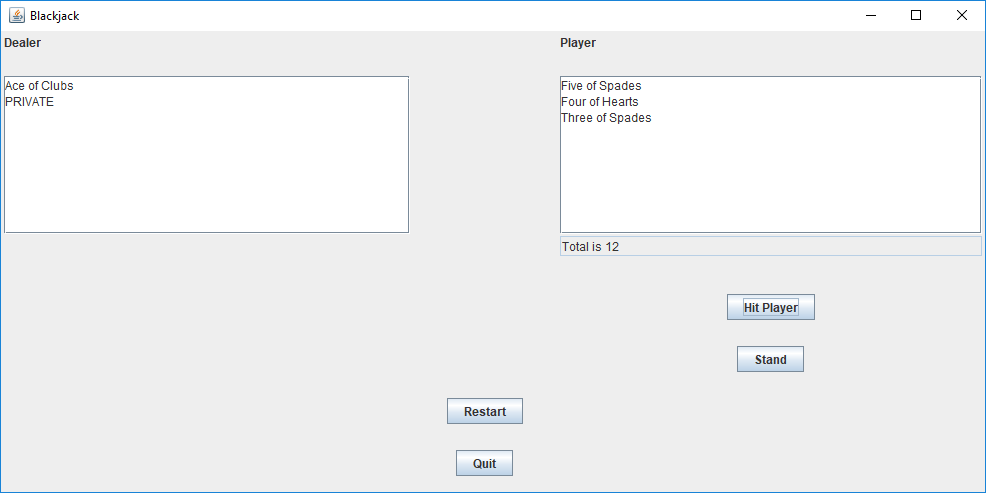 Blackjack
Dealer
Player
Ace of Clubs
PRIVATE
Five of Spades
Four of Hearts
Three of Spades
Total is 12
Hit Player
Stand
Restart
Quit